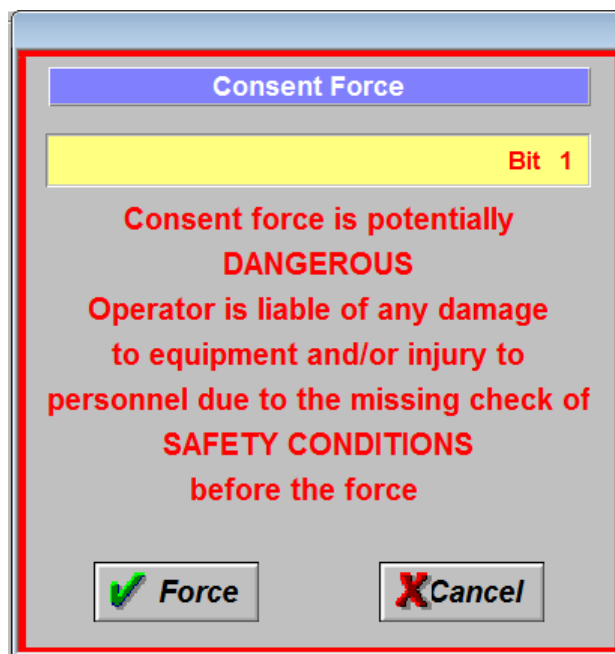 Consent Force
Bit 1
Consent force is potentially
DANGEROUS
Operator is liable of any damage
to equipment and/or injury to
personnel due to the missing check of
SAFETY CONDITIONS
before the force
Force
Cancel